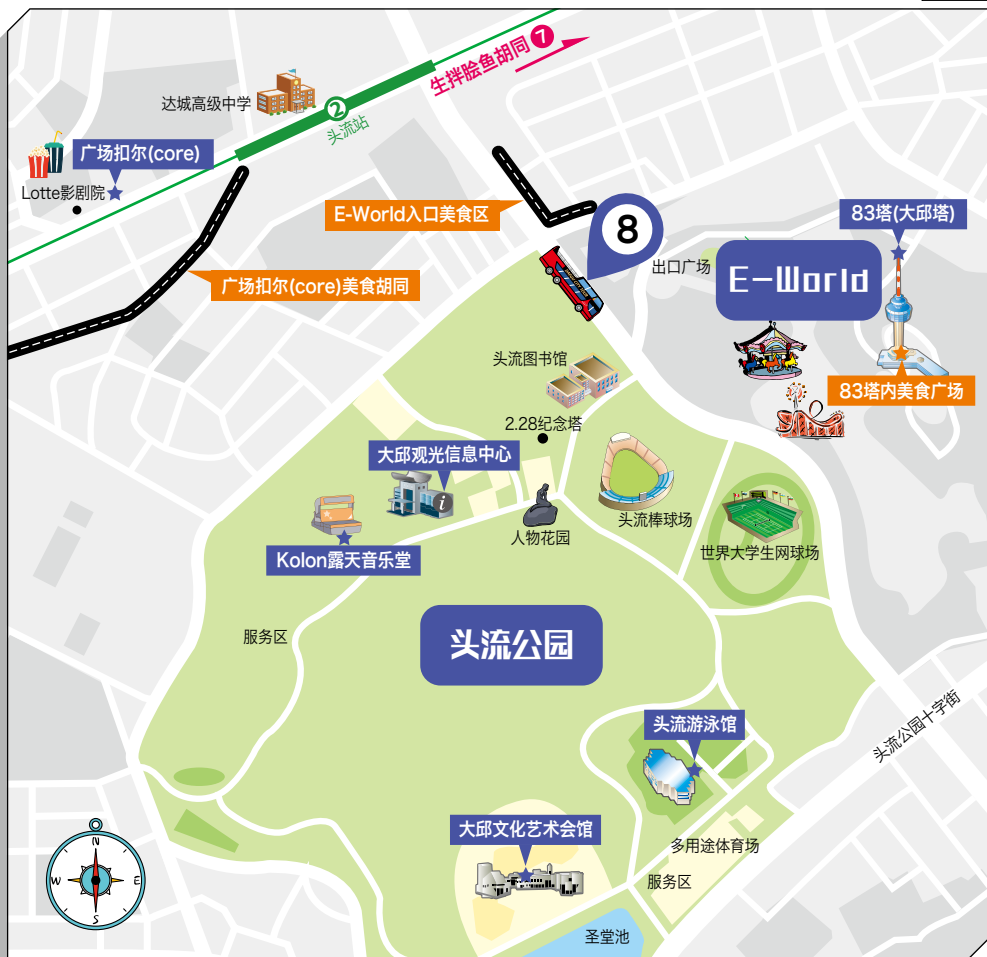 生拌脍鱼胡同 7
达城高级中学
2
头流站
广场扣尔(core)
Lotte影剧院
E-World入口美食区
8
83塔(大邱塔)
出口广场
E-World
广场扣尔(core)美食胡同
头流图书馆
83塔内美食广场
2.28纪念塔
大邱观光信息中心
i
头流棒球场
人物花园
世界大学生网球场
Kolon露天音乐堂
服务区
头流公园
头流公园十字街
头流游泳馆
大邱文化艺术会馆
多用途体育场
服务区
圣堂池
N
W
E
S